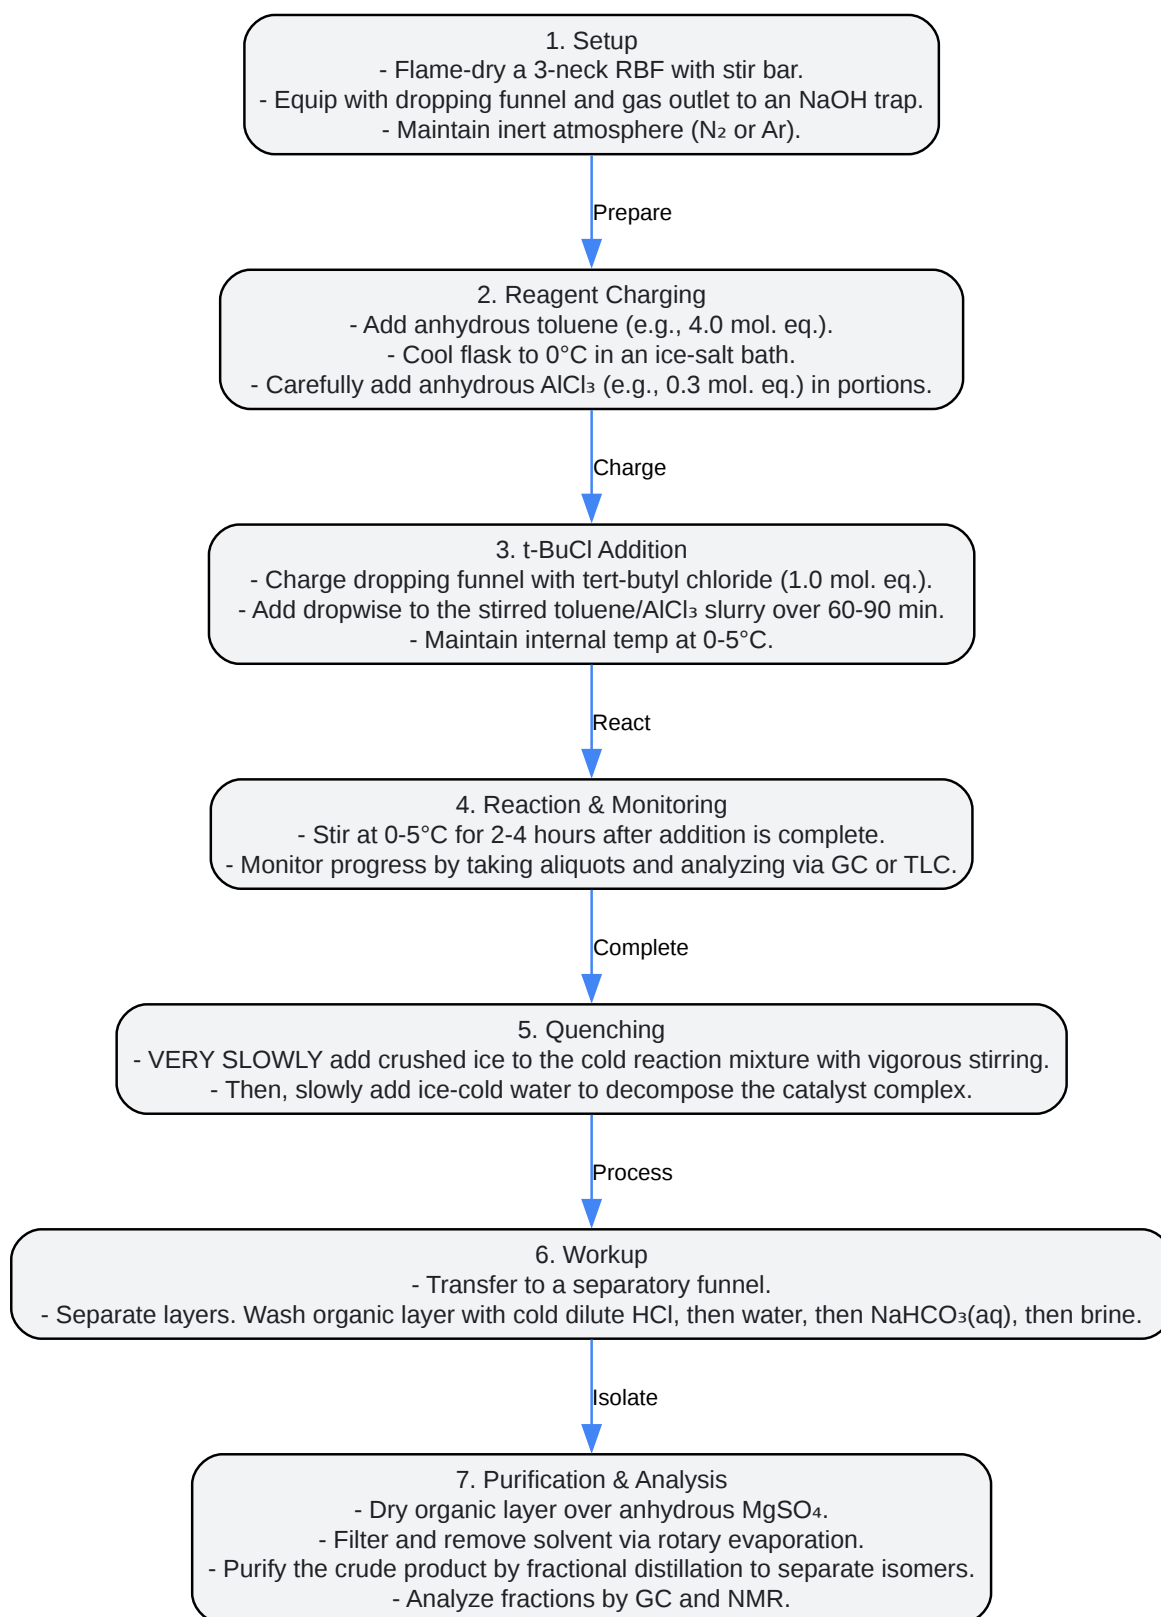 1. Setup
- Flame-dry a 3-neck RBF with stir bar.
- Equip with dropping funnel and gas outlet to an NaOH trap.
- Maintain inert atmosphere (N₂ or Ar).
Prepare
2. Reagent Charging
- Add anhydrous toluene (e.g., 4.0 mol. eq.).
- Cool flask to 0°C in an ice-salt bath.
- Carefully add anhydrous AlCl₃ (e.g., 0.3 mol. eq.) in portions.
Charge
3. t-BuCl Addition
- Charge dropping funnel with tert-butyl chloride (1.0 mol. eq.).
- Add dropwise to the stirred toluene/AlCl₃ slurry over 60-90 min.
- Maintain internal temp at 0-5°C.
React
4. Reaction & Monitoring
- Stir at 0-5°C for 2-4 hours after addition is complete.
- Monitor progress by taking aliquots and analyzing via GC or TLC.
Complete
5. Quenching
- VERY SLOWLY add crushed ice to the cold reaction mixture with vigorous stirring.
- Then, slowly add ice-cold water to decompose the catalyst complex.
Process
6. Workup
- Transfer to a separatory funnel.
- Separate layers. Wash organic layer with cold dilute HCl, then water, then NaHCO₃(aq), then brine.
Isolate
7. Purification & Analysis
- Dry organic layer over anhydrous MgSO₄.
- Filter and remove solvent via rotary evaporation.
- Purify the crude product by fractional distillation to separate isomers.
- Analyze fractions by GC and NMR.